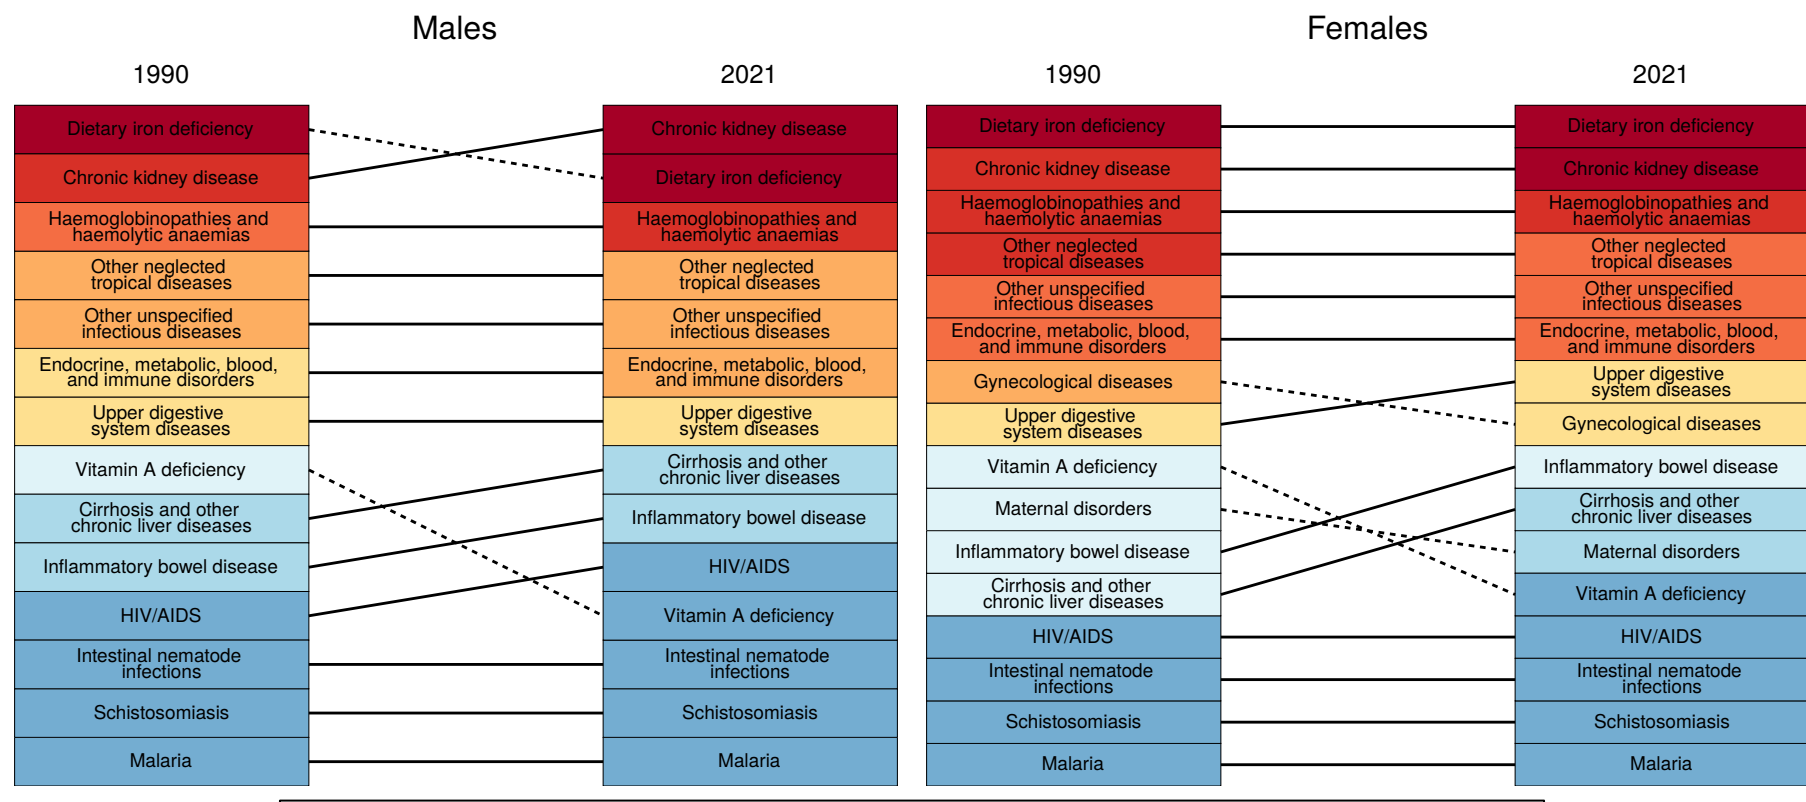 Males
Females
1990
2021
1990
2021
Dietary iron deficiency
Chronic kidney disease
Haemoglobinopathies and
haemolytic anaemias
Other neglected
tropical diseases
Other unspecified
infectious diseases
Endocrine, metabolic, blood,
and immune disorders
Upper digestive
system diseases
Vitamin A deficiency
Cirrhosis and other
chronic liver diseases
Inflammatory bowel disease
HIV/AIDS
Intestinal nematode
infections
Schistosomiasis
Malaria
Chronic kidney disease
Dietary iron deficiency
Haemoglobinopathies and
haemolytic anaemias
Other neglected
tropical diseases
Other unspecified
infectious diseases
Endocrine, metabolic, blood,
and immune disorders
Upper digestive
system diseases
Cirrhosis and other
chronic liver diseases
Inflammatory bowel disease
HIV/AIDS
Vitamin A deficiency
Intestinal nematode
infections
Schistosomiasis
Malaria
Dietary iron deficiency
Chronic kidney disease
Haemoglobinopathies and
haemolytic anaemias
Other neglected
tropical diseases
Other unspecified
infectious diseases
Endocrine, metabolic, blood,
and immune disorders
Gynecological diseases
Upper digestive
system diseases
Vitamin A deficiency
Maternal disorders
Inflammatory bowel disease
Cirrhosis and other
chronic liver diseases
HIV/AIDS
Intestinal nematode
infections
Schistosomiasis
Malaria
Dietary iron deficiency
Chronic kidney disease
Haemoglobinopathies and
haemolytic anaemias
Other neglected
tropical diseases
Other unspecified
infectious diseases
Endocrine, metabolic, blood,
and immune disorders
Upper digestive
system diseases
Gynecological diseases
Inflammatory bowel disease
Cirrhosis and other
chronic liver diseases
Maternal disorders
Vitamin A deficiency
HIV/AIDS
Intestinal nematode
infections
Schistosomiasis
Malaria